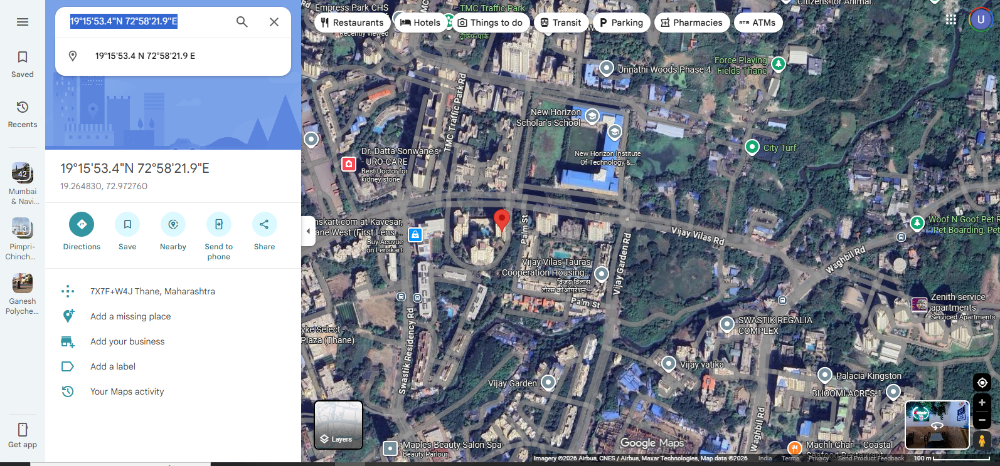 19°15'53.4"N 72°58'21.9"E
19°15'53.4 N 72°58'21.9 E
Saved
Recents
42
Mumbai
& Navi...
3
Pimpri-
Chinch...
Ganesh
Polyche...
Get app
19°15'53.4"N 72°58'21.9"E
19.264830, 72.972760
Directions
Save
Nearby
Send to
phone
Share
7X7F+W4J Thane, Maharashtra
Add a missing place
Add your business
Add a label
Your Maps activity
Restaurants
Hotels
Things to do
Transit
Parking
Pharmacies
ATMs
U
Empress Park CHS
Recently viewed
TMC Traffic Park
ट्रॅफिक पार्क
Citizens for Animal...
Unnathi Woods Phase 4
Force Playing
Fields Thane
TMC Traffic Park Rd
New Horizon
Scholar's School
New Horizon Institute
Of Technology &...
City Turf
Dr. Datta Sonwane's
- URO-CARE
Best Doctor for
kidney stone
nskart.com at Kavesar,
ane West (First Lens ...
Buy Acuvue
on Lenskart
Palm St
Vijay Vilas Rd
Woof N Goof Pet R
- Pet Boarding, Pet
Waghbil Rd
Vijay Garden Rd
Vijay Vilas Tauras
Cooperation Housing...
विजय विलास
टौरस कोऑपरेशन...
Palm St
Zenith service
apartments
Serviced Apartments
SWASTIK REGALIA
COMPLEX
yke Select -
Plaza (Thane)
Swastik Residency Rd
Vijay vatika
Vijay Garden
Palacia Kingston
BHOOMI ACRES-1
Waghbil Rd
Layers
Maples Beauty Salon Spa
Beauty Parlour
Google Maps
Machli Ghar – Coastal
Seafood Restaurant
Imagery ©2026 Airbus, CNES / Airbus, Maxar Technologies, Map data ©2026
India
Terms
Privacy
Send Product Feedback
100 m